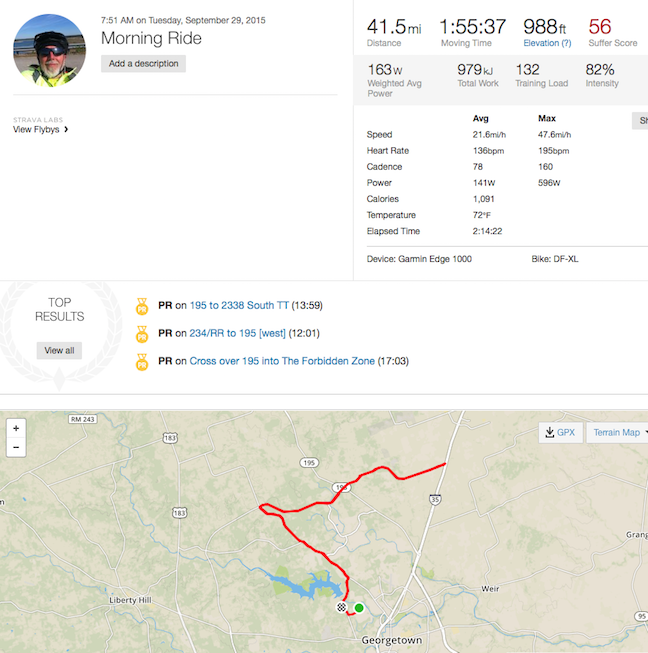 7:51 AM on Tuesday, September 29, 2015
Morning Ride
Add a description
STRAVA LABS
View Flybys
41.5mi 1:55:37 988ft 56
Distance Moving Time Elevation (?) Suffer Score
163W 979kJ 132 82%
Weighted Avg Power Total Work Training Load Intensity
Avg Max
Speed 21.6mi/h 47.6mi/h
Heart Rate 136bpm 195bpm
Cadence 78 160
Power 141W 596W
Calories 1,091
Temperature 72°F
Elapsed Time 2:14:22
Device: Garmin Edge 1000 Bike: DF-XL
TOP
RESULTS
View all
PR on 195 to 2338 South TT (13:59)
PR on 234/RR to 195 [west] (12:01)
PR on Cross over 195 into The Forbidden Zone (17:03)
PR
PR
PR
+
−
RM 243
183
195
195
183
35
GPX
Terrain Map
Liberty Hill
Weir
Georgetown
95